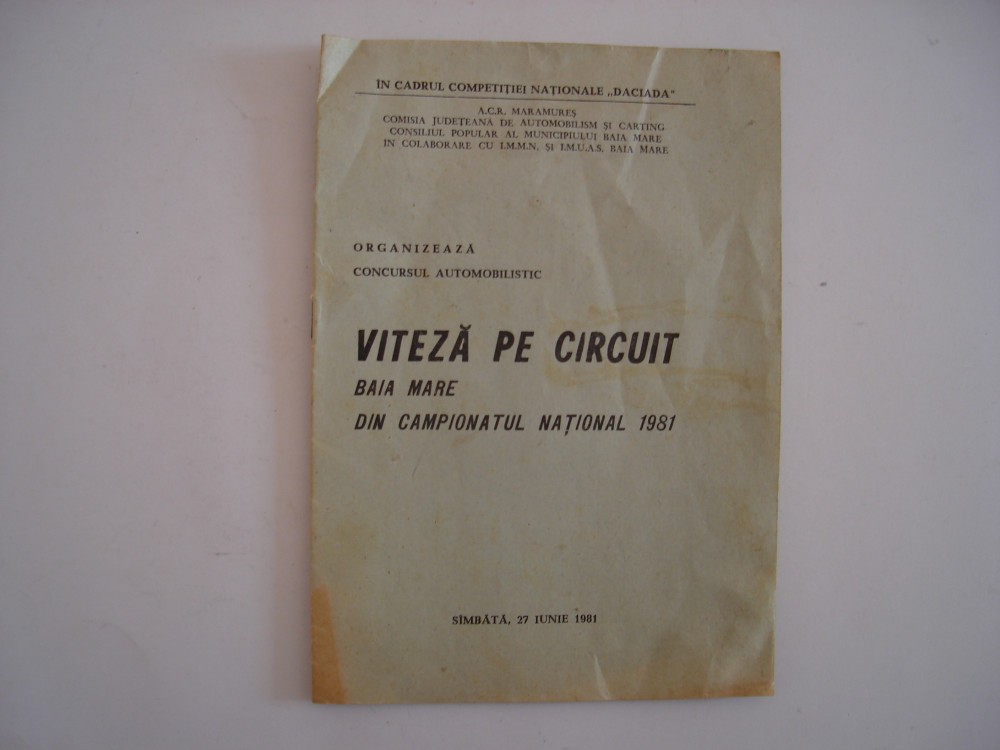 ÎN CADRUL COMPETIȚIEI NAȚIONALE „DACIADA"
A.C.R. MARAMUREȘ
COMISIA JUDEȚEANĂ DE AUTOMOBILISM ȘI CARTING
CONSILIUL POPULAR AL MUNICIPIULUI BAIA MARE
IN COLABORARE CU I.M.M.N. ȘI I.M.U.A.S. BAIA MARE
ORGANIZEAZĂ
CONCURSUL AUTOMOBILISTIC
VITEZĂ PE CIRCUIT
BAIA MARE
DIN CAMPIONATUL NAȚIONAL 1981
SÎMBĂTĂ, 27 IUNIE 1981